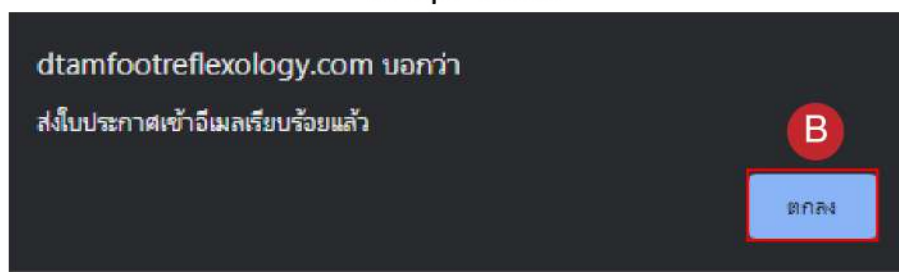 dtamfootreflexology.com บอกว่า
ส่งใบประกาศเข้าอีเมลเรียบร้อยแล้ว
B
ตกลง